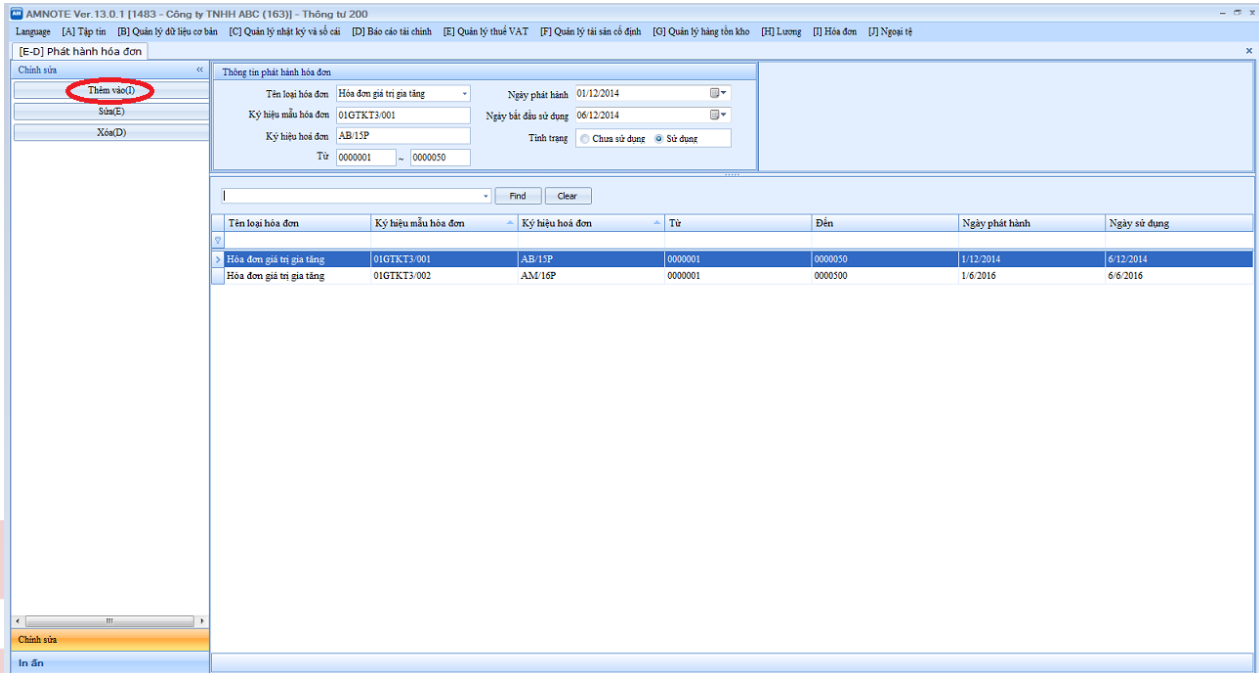 AMNOTE Ver.13.0.1 [1483 - Công ty TNHH ABC (163)] - Thông tư 200
Language [A] Tập tin [B] Quản lý dữ liệu cơ bản [C] Quản lý nhật ký và sổ cái [D] Báo cáo tài chính [E] Quản lý thuế VAT [F] Quản lý tài sản cố định [G] Quản lý hàng tồn kho [H] Lương [I] Hóa đơn [J] Ngoại tệ
[E-D] Phát hành hóa đơn
Chỉnh sửa
Thêm vào(I)
Sửa(E)
Xóa(D)
Thông tin phát hành hóa đơn
Tên loại hóa đơn Hóa đơn giá trị gia tăng Ngày phát hành 01/12/2014
Ký hiệu mẫu hóa đơn 01GTKT3/001 Ngày bắt đầu sử dụng 06/12/2014
Ký hiệu hoá đơn AB/15P Tình trạng Chưa sử dụng Sử dụng
Từ 0000001 ~ 0000050
Find Clear
Tên loại hóa đơn Ký hiệu mẫu hóa đơn Ký hiệu hoá đơn Từ Đến Ngày phát hành Ngày sử dụng
Hóa đơn giá trị gia tăng 01GTKT3/001 AB/15P 0000001 0000050 1/12/2014 6/12/2014
Hóa đơn giá trị gia tăng 01GTKT3/002 AM/16P 0000001 0000500 1/6/2016 6/6/2016
Chỉnh sửa
In ấn